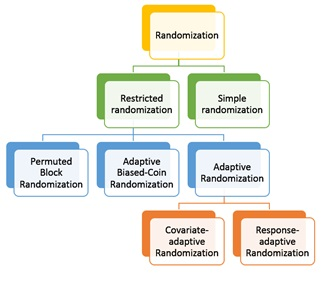 Randomization
Restricted
randomization
Simple
randomization
Permuted
Block
Randomization
Adaptive
Biased-Coin
Randomization
Adaptive
Randomization
Covariate-
adaptive
Randomization
Response-
adaptive
Randomization